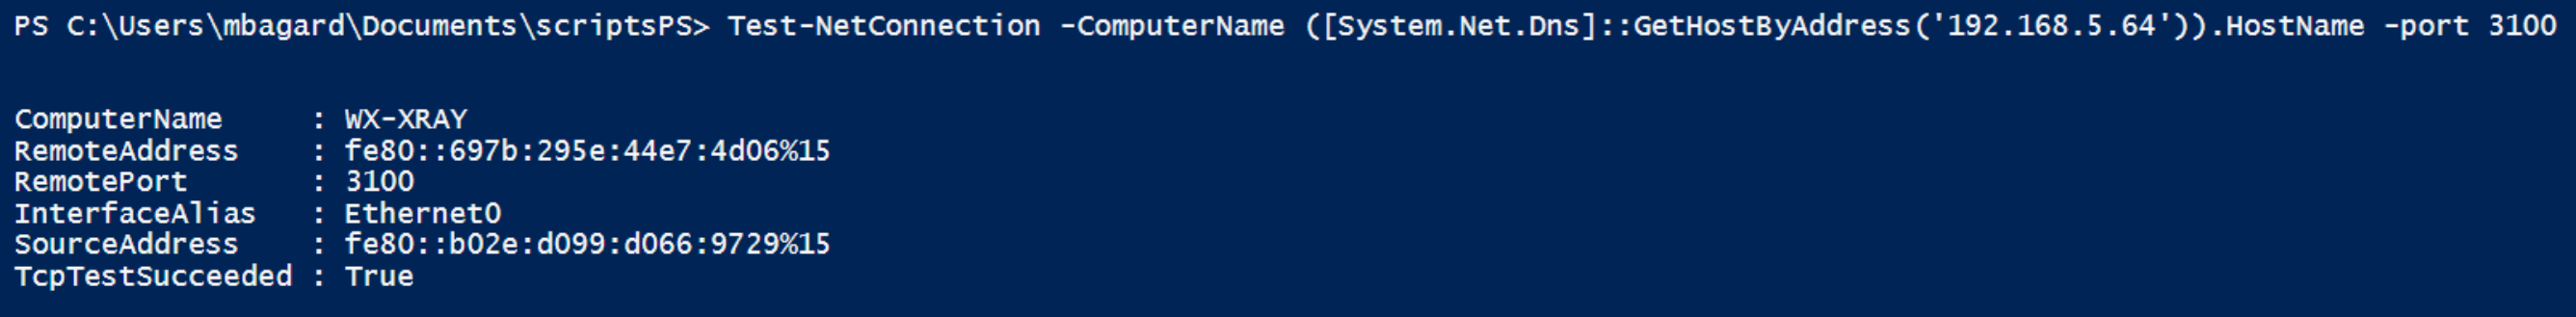 PS C:\Users\mbagard\Documents\scriptsPS> Test-NetConnection -ComputerName ([System.Net.Dns]::GetHostByAddress('192.168.5.64')).HostName -port 3100
ComputerName     : WX-XRAY
RemoteAddress    : fe80::697b:295e:44e7:4d06%15
RemotePort       : 3100
InterfaceAlias   : Ethernet0
SourceAddress    : fe80::b02e:d099:d066:9729%15
TcpTestSucceeded : True